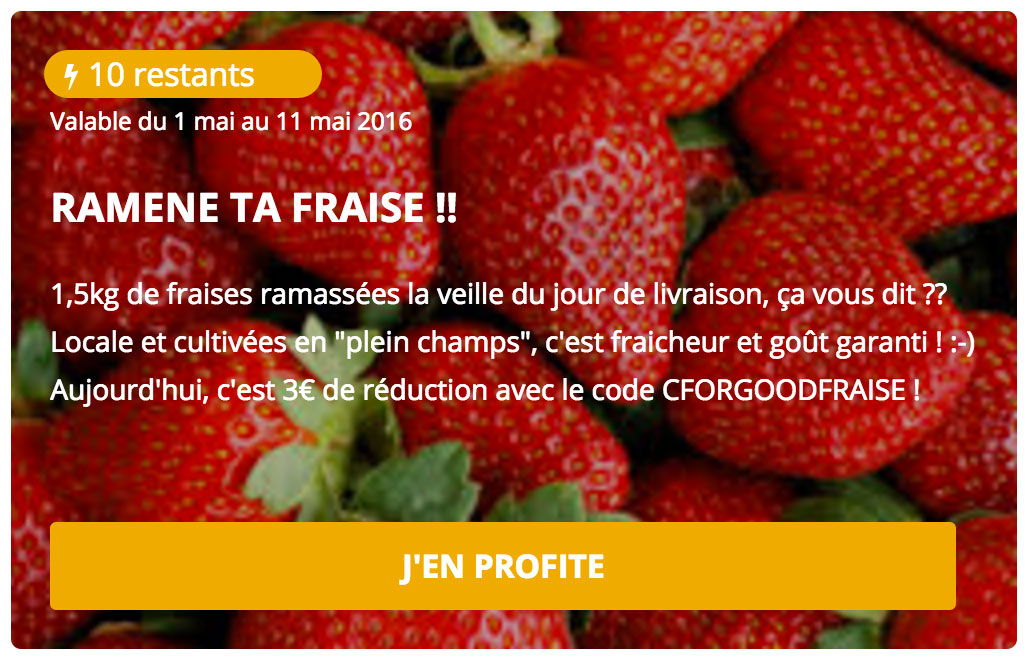 10 restants
Valable du 1 mai au 11 mai 2016
RAMENE TA FRAISE !!
1,5kg de fraises ramassées la veille du jour de livraison, ça vous dit ??
Locale et cultivées en "plein champs", c'est fraicheur et goût garanti ! :-)
Aujourd'hui, c'est 3€ de réduction avec le code CFORGOODFRAISE !
J'EN PROFITE